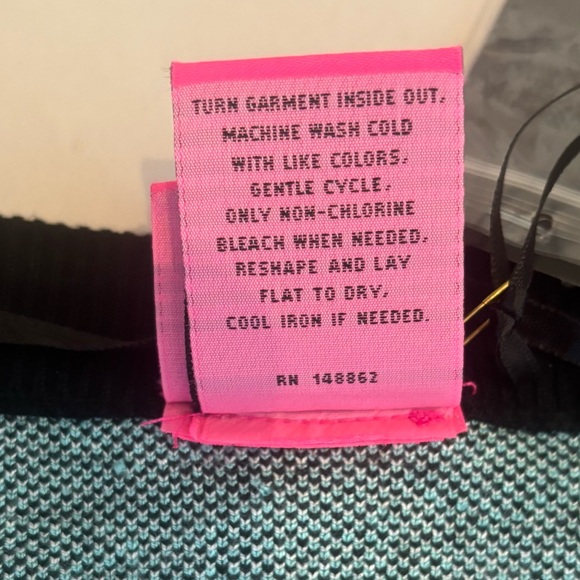 TURN GARMENT INSIDE OUT,
MACHINE WASH COLD
WITH LIKE COLORS,
GENTLE CYCLE,
ONLY NON-CHLORINE
BLEACH WHEN NEEDED,
RESHAPE AND LAY
FLAT TO DRY,
COOL IRON IF NEEDED.
RN 148862